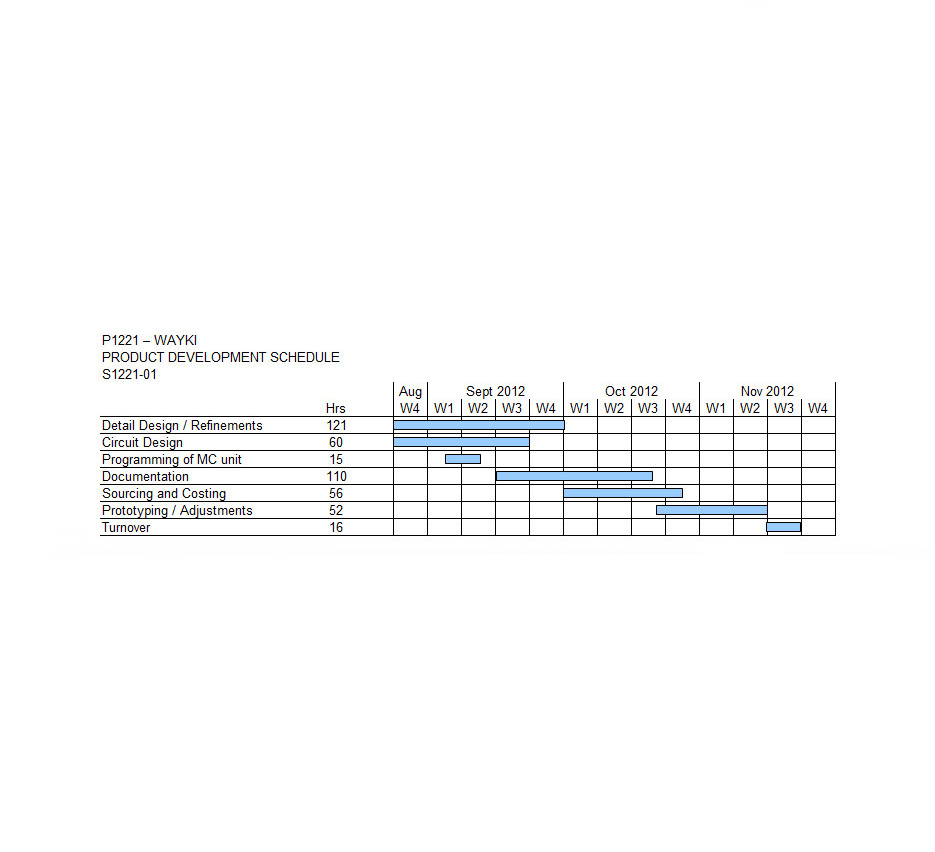 P1221 – WAYKI
PRODUCT DEVELOPMENT SCHEDULE
S1221-01
Aug Sept 2012 Oct 2012 Nov 2012
Hrs W4 W1 W2 W3 W4 W1 W2 W3 W4 W1 W2 W3 W4
Detail Design / Refinements 121
Circuit Design 60
Programming of MC unit 15
Documentation 110
Sourcing and Costing 56
Prototyping / Adjustments 52
Turnover 16